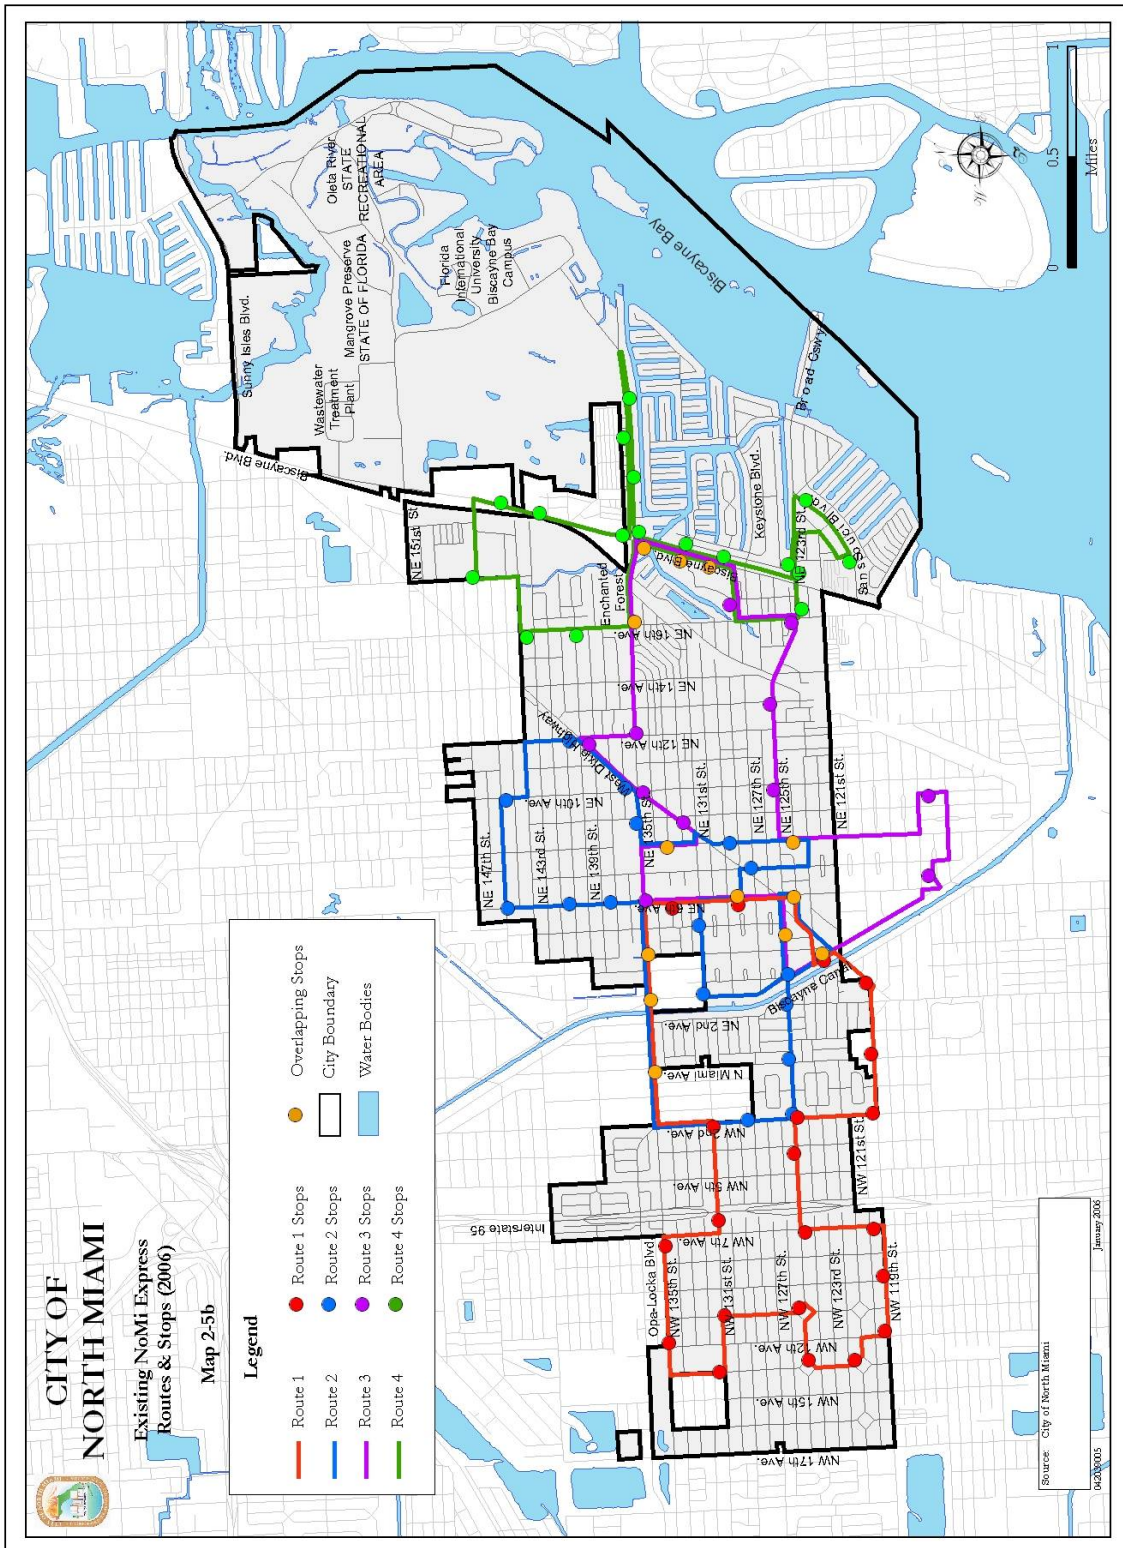 CITY OF
NORTH MIAMI
Existing NoMi Express
Routes & Stops (2006)
Map 2-5b
Legend
Route 1
Route 2
Route 3
Route 4
Route 1 Stops
Route 2 Stops
Route 3 Stops
Route 4 Stops
Overlapping Stops
City Boundary
Water Bodies
Sunny Isles Blvd.
Oleta River
STATE
RECREATIONAL
AREA
Mangrove Preserve
STATE OF FLORIDA
Wastewater
Treatment
Plant
Florida
International
University
Biscayne Bay
Campus
Biscayne Blvd.
NE 151st St.
Enchanted
Forest
Biscayne Blvd.
Biscayne Bay
Broad Cswy
Keystone Blvd.
NE 123rd St.
Sans Souci Blvd.
NE 16th Ave.
NE 14th Ave.
NE 12th Ave.
West Dixie Highway
NE 10th Ave.
NE 147th St.
NE 143rd St.
NE 139th St.
NE 135th St.
NE 131st St.
NE 127th St.
NE 125th St.
NE 121st St.
NE 6th Ave.
NE 2nd Ave.
Biscayne Canal
N Miami Ave.
NW 2nd Ave.
NW 5th Ave.
NW 7th Ave.
Interstate 95
Opa-Locka Blvd
NW 135th St.
NW 131st St.
NW 127th St.
NW 123rd St.
NW 121st St.
NW 119th St.
NW 12th Ave.
NW 15th Ave.
NW 17th Ave.
0
0.5
1
Miles
Source: City of North Miami
042039005
January 2006